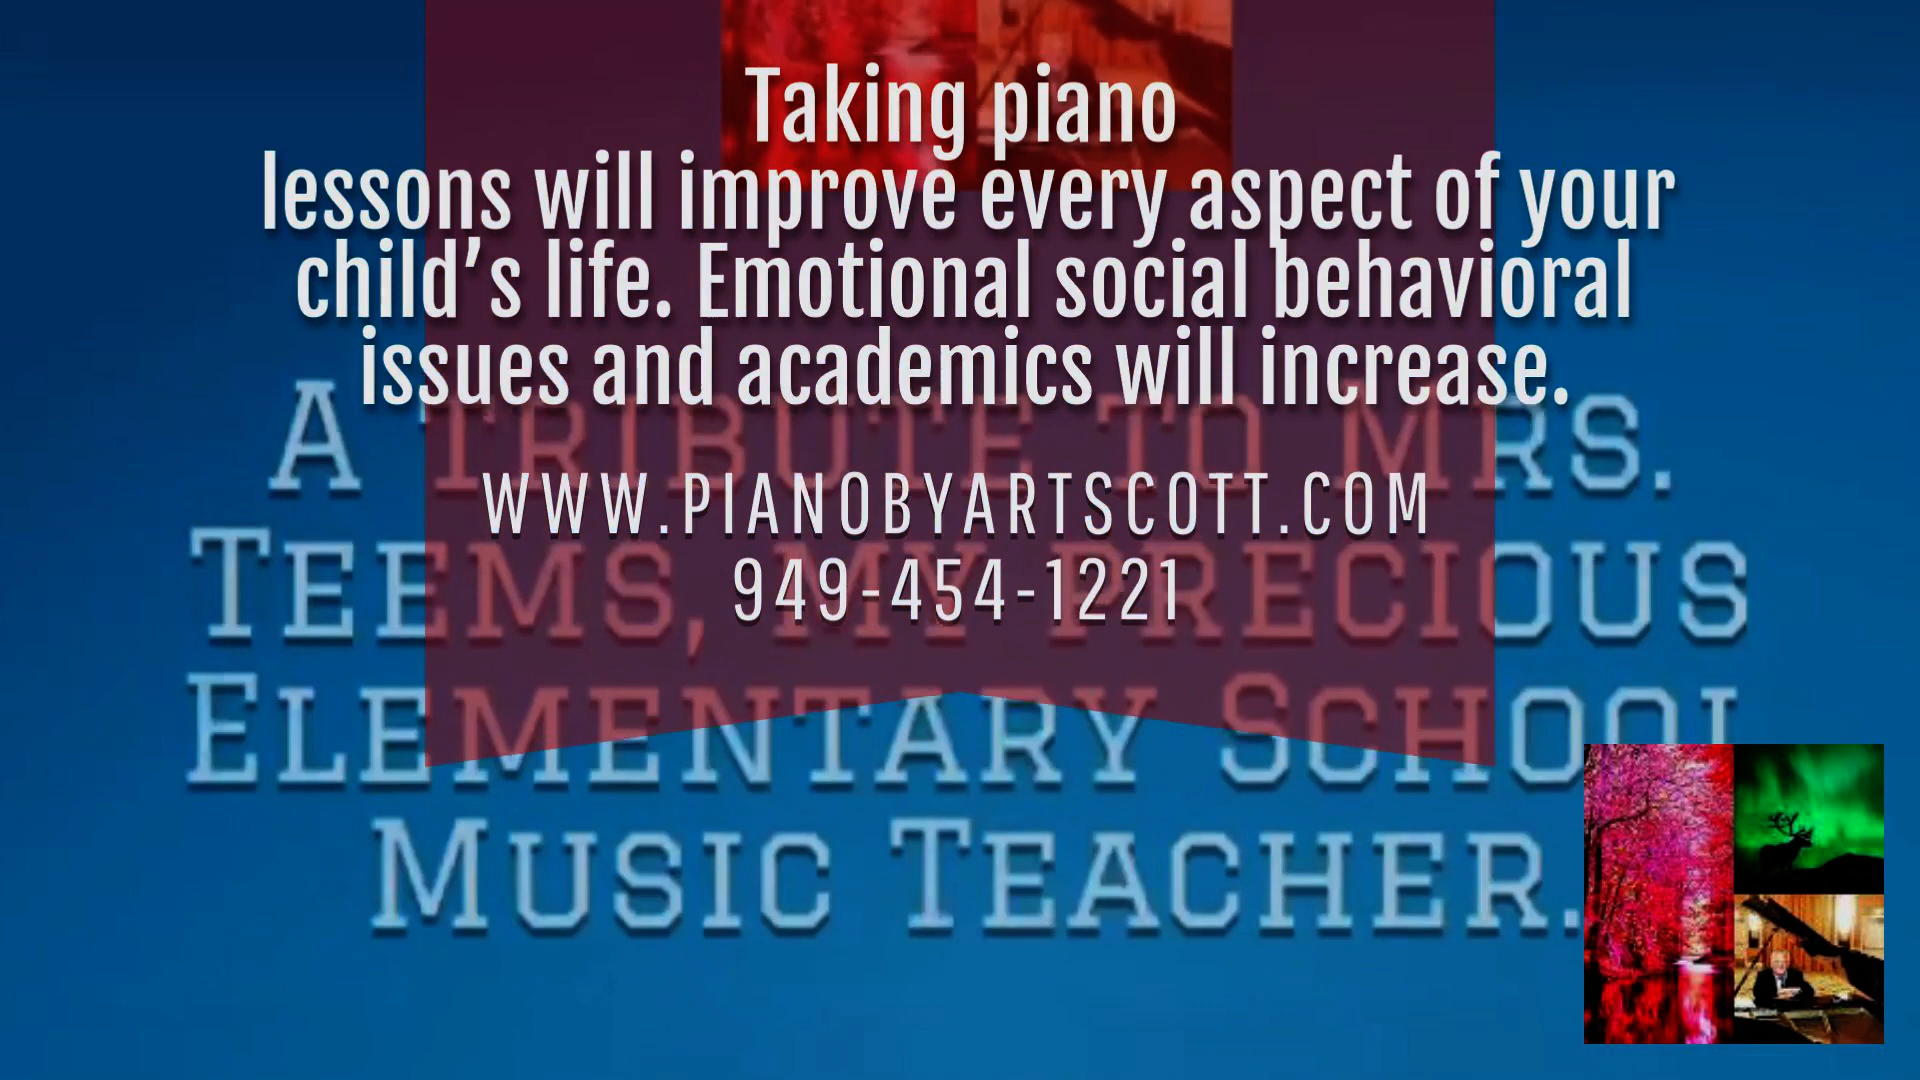 Taking piano
lessons will improve every aspect of your
child’s life. Emotional social behavioral
issues and academics will increase.
WWW.PIANOBYARTSCOTT.COM
949-454-1221
A TRIBUTE TO MRS.
TEEMS, MY PRECIOUS
ELEMENTARY SCHOOL
MUSIC TEACHER.